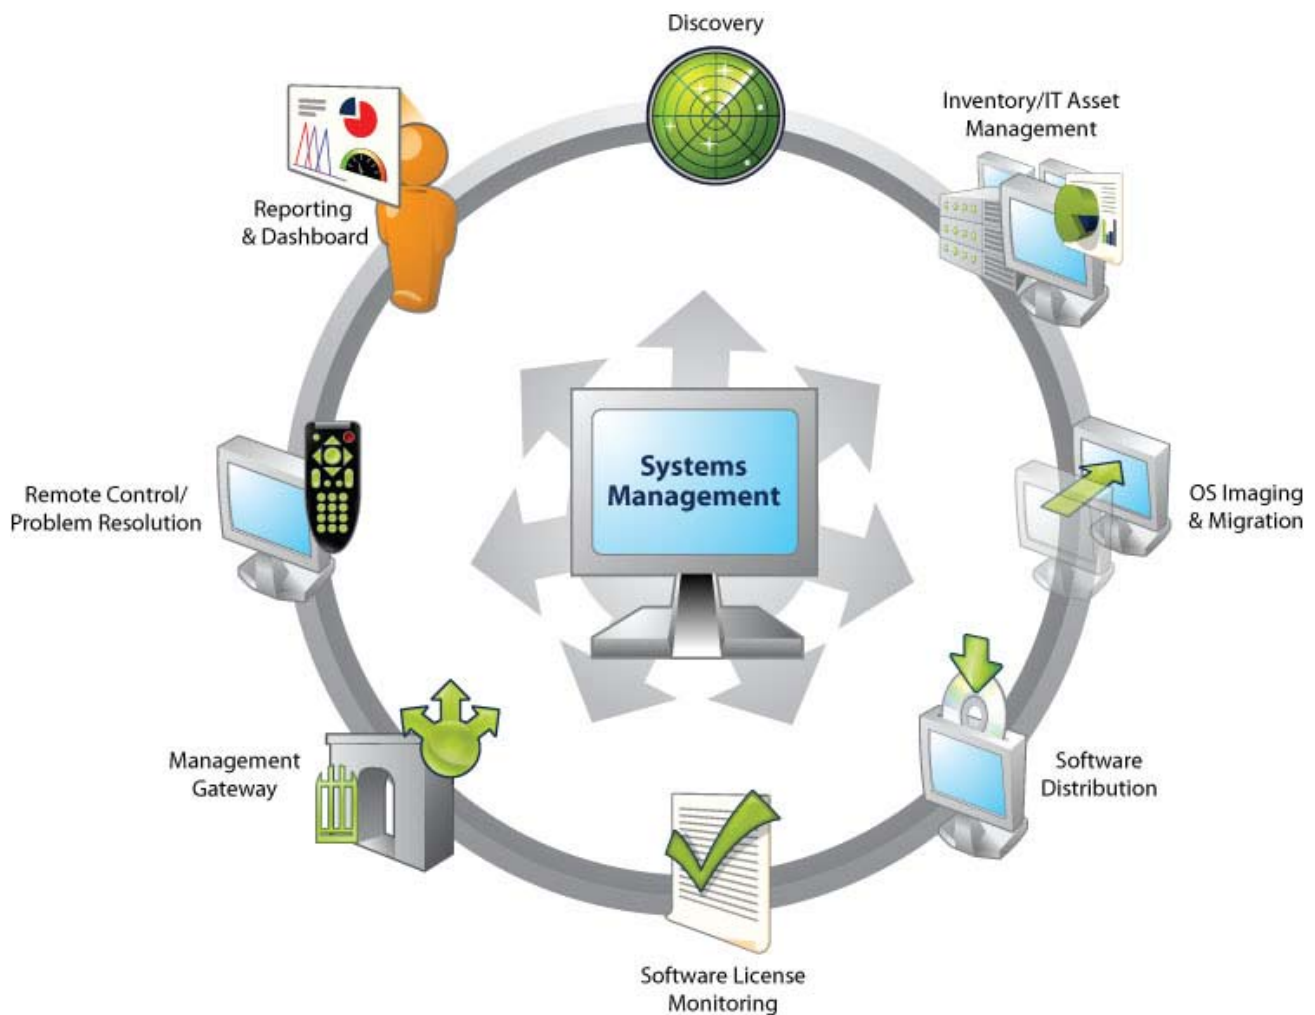 Discovery
Inventory/IT Asset
Management
Reporting
& Dashboard
Systems
Management
Remote Control/
Problem Resolution
OS Imaging
& Migration
Management
Gateway
Software
Distribution
Software License
Monitoring